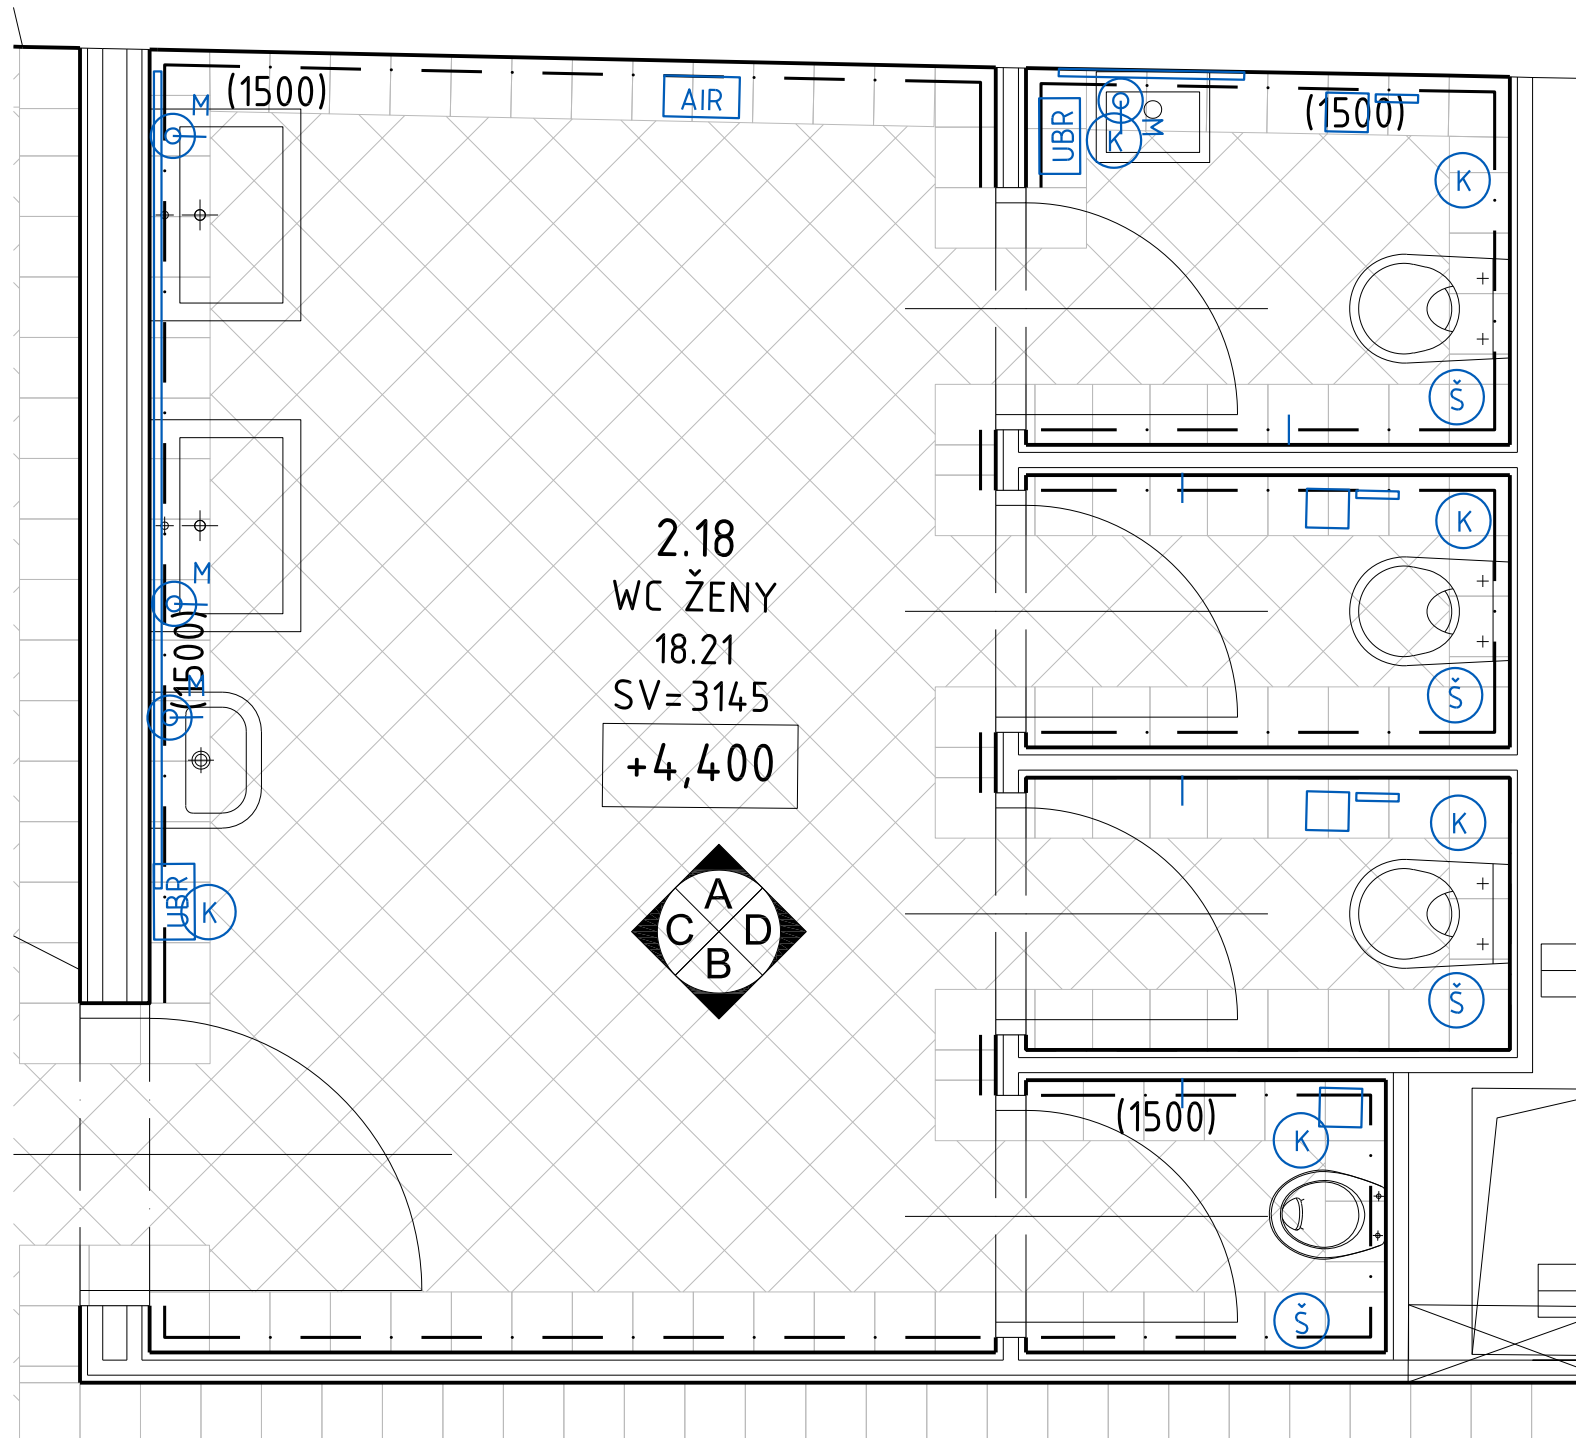 M
(1500)
AIR
UBR
K
M
(1500)
K
Š
2.18
WC ŽENY
18.21
SV=3145
+4,400
K
Š
M
(1500)
M
K
Š
UBR
K
A
C
D
B
(1500)
K
Š